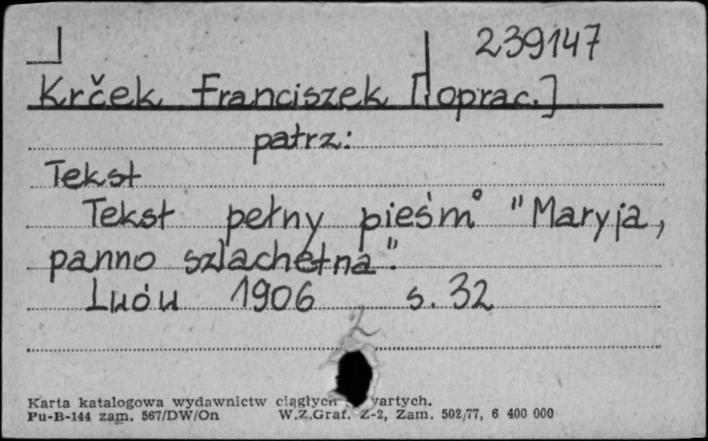 239147
Krček Franciszek [oprac.]
patrz:
Tekst
Tekst pełny pieśni "Maryja,
panno szlachetna".
Lwów 1906 s. 32
Karta katalogowa wydawnictw ciągłych
Pu-B-144 zam. 567/DW/On W.Z.Graf. Z-2, Zam. 502/77, 6 400 000